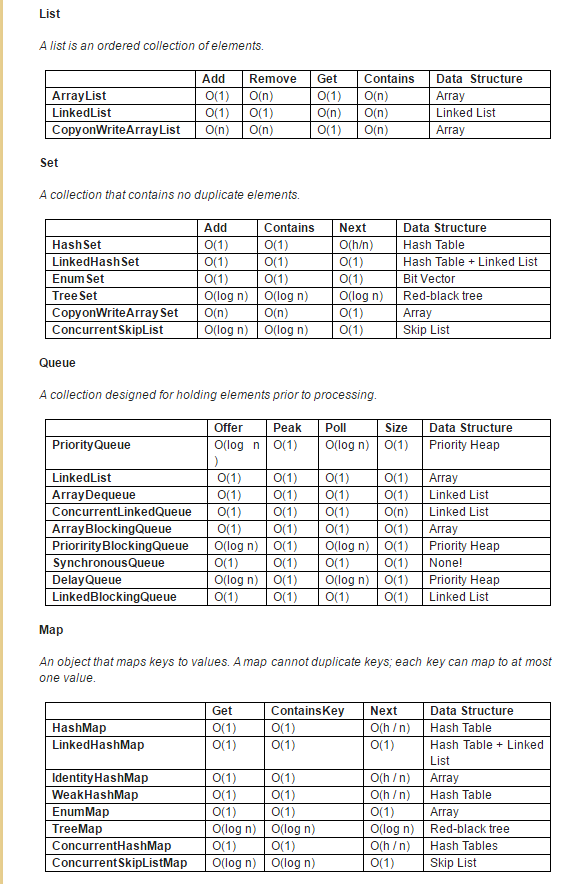 List
A list is an ordered collection of elements.
Add Remove Get Contains Data Structure
ArrayList O(1) O(n) O(1) O(n) Array
LinkedList O(1) O(1) O(n) O(n) Linked List
CopyonWriteArrayList O(n) O(n) O(1) O(n) Array
Set
A collection that contains no duplicate elements.
Add Contains Next Data Structure
HashSet O(1) O(1) O(h/n) Hash Table
LinkedHashSet O(1) O(1) O(1) Hash Table + Linked List
EnumSet O(1) O(1) O(1) Bit Vector
TreeSet O(log n) O(log n) O(log n) Red-black tree
CopyonWriteArraySet O(n) O(n) O(1) Array
ConcurrentSkipList O(log n) O(log n) O(1) Skip List
Queue
A collection designed for holding elements prior to processing.
Offer Peak Poll Size Data Structure
PriorityQueue O(log n O(1) O(log n) O(1) Priority Heap
)
LinkedList O(1) O(1) O(1) O(1) Array
ArrayDequeue O(1) O(1) O(1) O(1) Linked List
ConcurrentLinkedQueue O(1) O(1) O(1) O(n) Linked List
ArrayBlockingQueue O(1) O(1) O(1) O(1) Array
PriorirityBlockingQueue O(log n) O(1) O(log n) O(1) Priority Heap
SynchronousQueue O(1) O(1) O(1) O(1) None!
DelayQueue O(log n) O(1) O(log n) O(1) Priority Heap
LinkedBlockingQueue O(1) O(1) O(1) O(1) Linked List
Map
An object that maps keys to values. A map cannot duplicate keys; each key can map to at most
one value.
Get ContainsKey Next Data Structure
HashMap O(1) O(1) O(h / n) Hash Table
LinkedHashMap O(1) O(1) O(1) Hash Table + Linked
List
IdentityHashMap O(1) O(1) O(h / n) Array
WeakHashMap O(1) O(1) O(h / n) Hash Table
EnumMap O(1) O(1) O(1) Array
TreeMap O(log n) O(log n) O(log n) Red-black tree
ConcurrentHashMap O(1) O(1) O(h / n) Hash Tables
ConcurrentSkipListMap O(log n) O(log n) O(1) Skip List